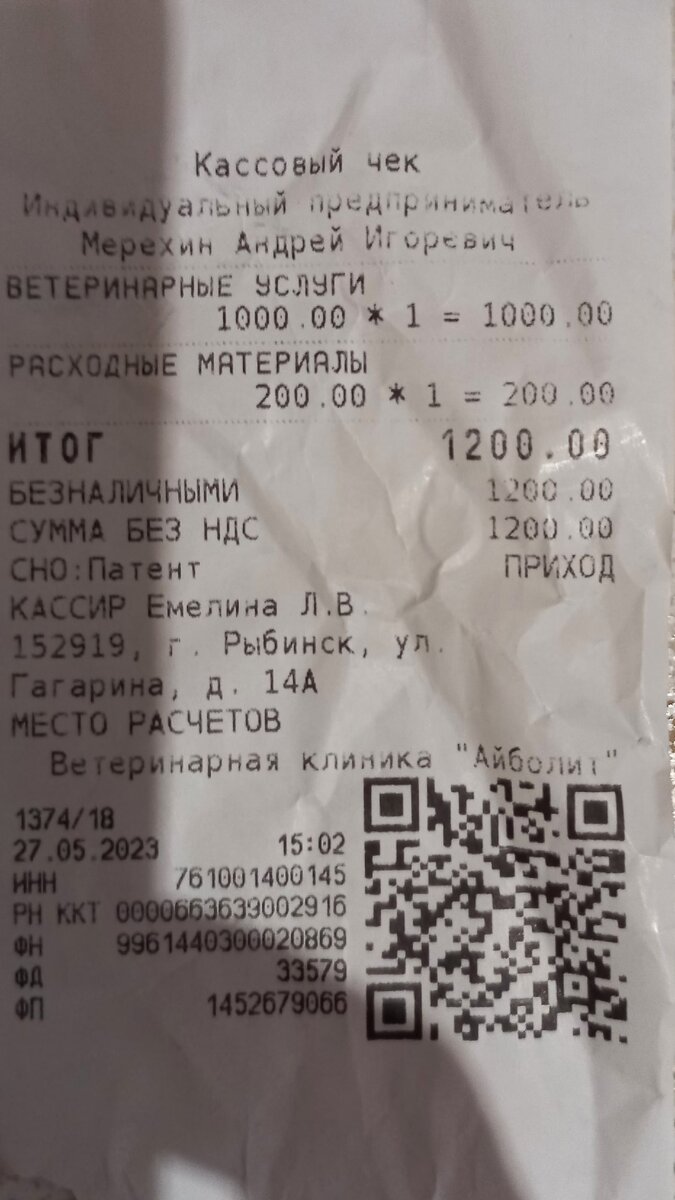 Кассовый чек
Индивидуальный предприниматель
Мерехин Андрей Игоревич
ВЕТЕРИНАРНЫЕ УСЛУГИ
1000.00 * 1 = 1000.00
РАСХОДНЫЕ МАТЕРИАЛЫ
200.00 * 1 = 200.00
ИТОГ 1200.00
БЕЗНАЛИЧНЫМИ 1200.00
СУММА БЕЗ НДС 1200.00
СНО:Патент ПРИХОД
КАССИР Емелина Л.В.
152919, г. Рыбинск, ул.
Гагарина, д. 14А
МЕСТО РАСЧЕТОВ
Ветеринарная клиника "Айболит"
1374/18
27.05.2023 15:02
ИНН 761001400145
РН ККТ 0000663639002916
ФН 9961440300020869
ФД 33579
ФП 1452679066